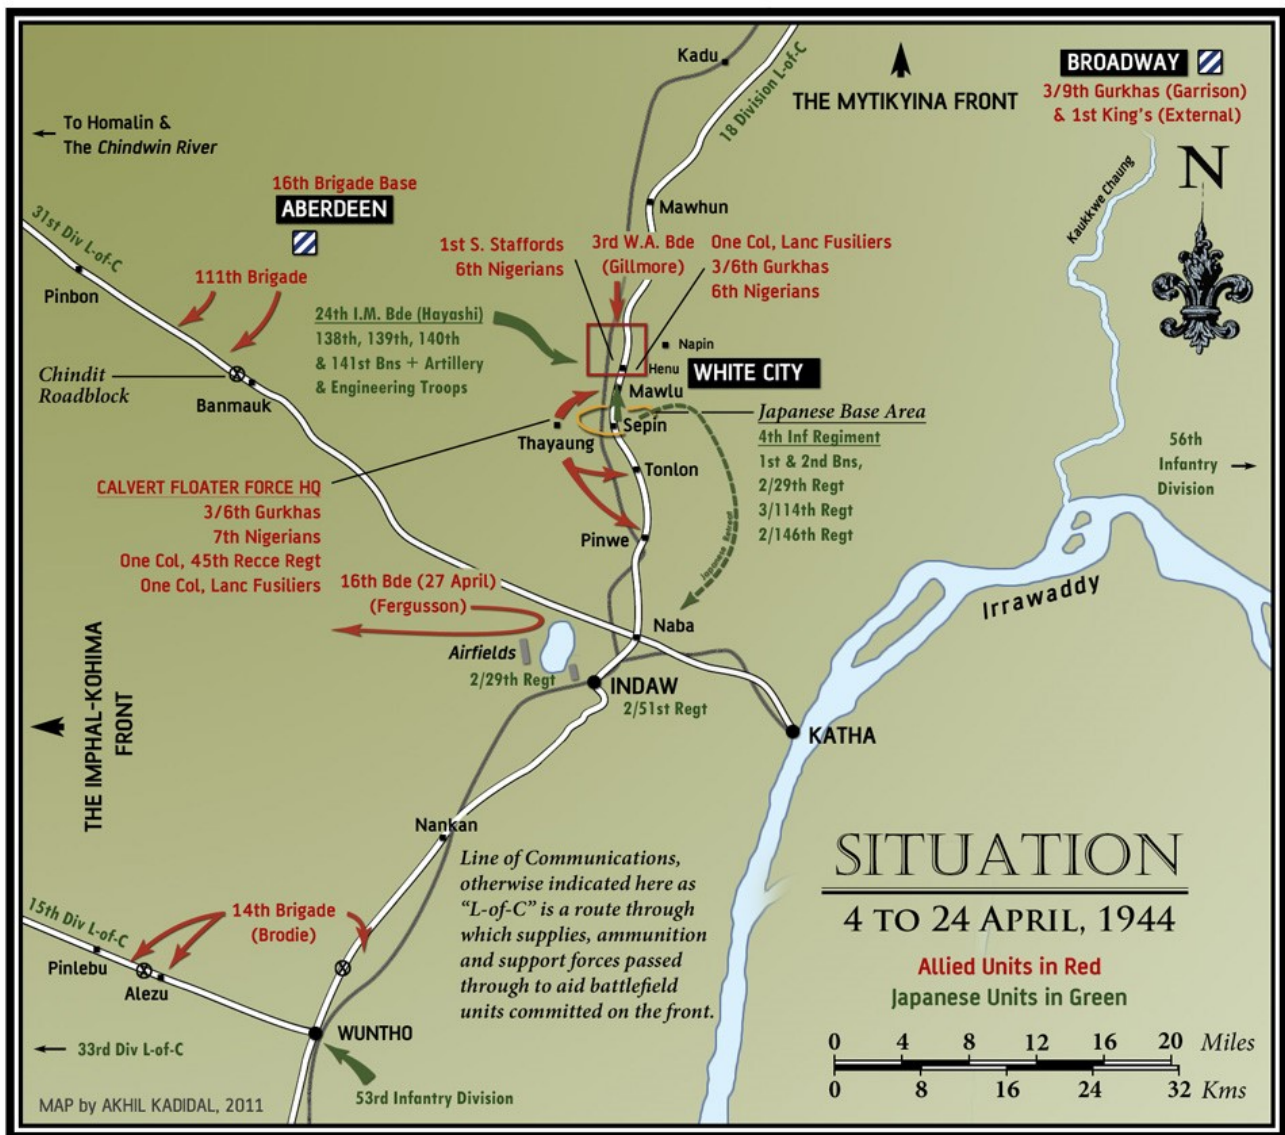 Kadu
18 Division L-of-C
THE MYTIKYINA FRONT
BROADWAY
3/9th Gurkhas (Garrison)
& 1st King's (External)
To Homalin &
The Chindwin River
N
Kaukkwe Chaung
16th Brigade Base
ABERDEEN
31st Div L-of-C
Mawhun
1st S. Staffords
6th Nigerians
3rd W.A. Bde
(Gillmore)
One Col, Lanc Fusiliers
3/6th Gurkhas
6th Nigerians
111th Brigade
Pinbon
24th I.M. Bde (Hayashi)
138th, 139th, 140th
& 141st Bns + Artillery
& Engineering Troops
Napin
Henu
WHITE CITY
Chindit
Roadblock
Banmauk
Mawlu
Japanese Base Area
Sepin
Thayaung
4th Inf Regiment
1st & 2nd Bns,
2/29th Regt
3/114th Regt
2/146th Regt
56th
Infantry
Division
Tonlon
CALVERT FLOATER FORCE HQ
3/6th Gurkhas
7th Nigerians
One Col, 45th Recce Regt
One Col, Lanc Fusiliers
Pinwe
Japanese Retreat
16th Bde (27 April)
(Fergusson)
Irrawaddy
Naba
Airfields
2/29th Regt
INDAW
2/51st Regt
THE IMPHAL-KOHIMA
FRONT
KATHA
Nankan
Line of Communications,
otherwise indicated here as
“L-of-C” is a route through
which supplies, ammunition
and support forces passed
through to aid battlefield
units committed on the front.
SITUATION
4 TO 24 APRIL, 1944
Allied Units in Red
Japanese Units in Green
15th Div L-of-C
14th Brigade
(Brodie)
Pinlebu
Alezu
WUNTHO
33rd Div L-of-C
53rd Infantry Division
0 4 8 12 16 20 Miles
0 8 16 24 32 Kms
MAP by AKHIL KADIDAL, 2011